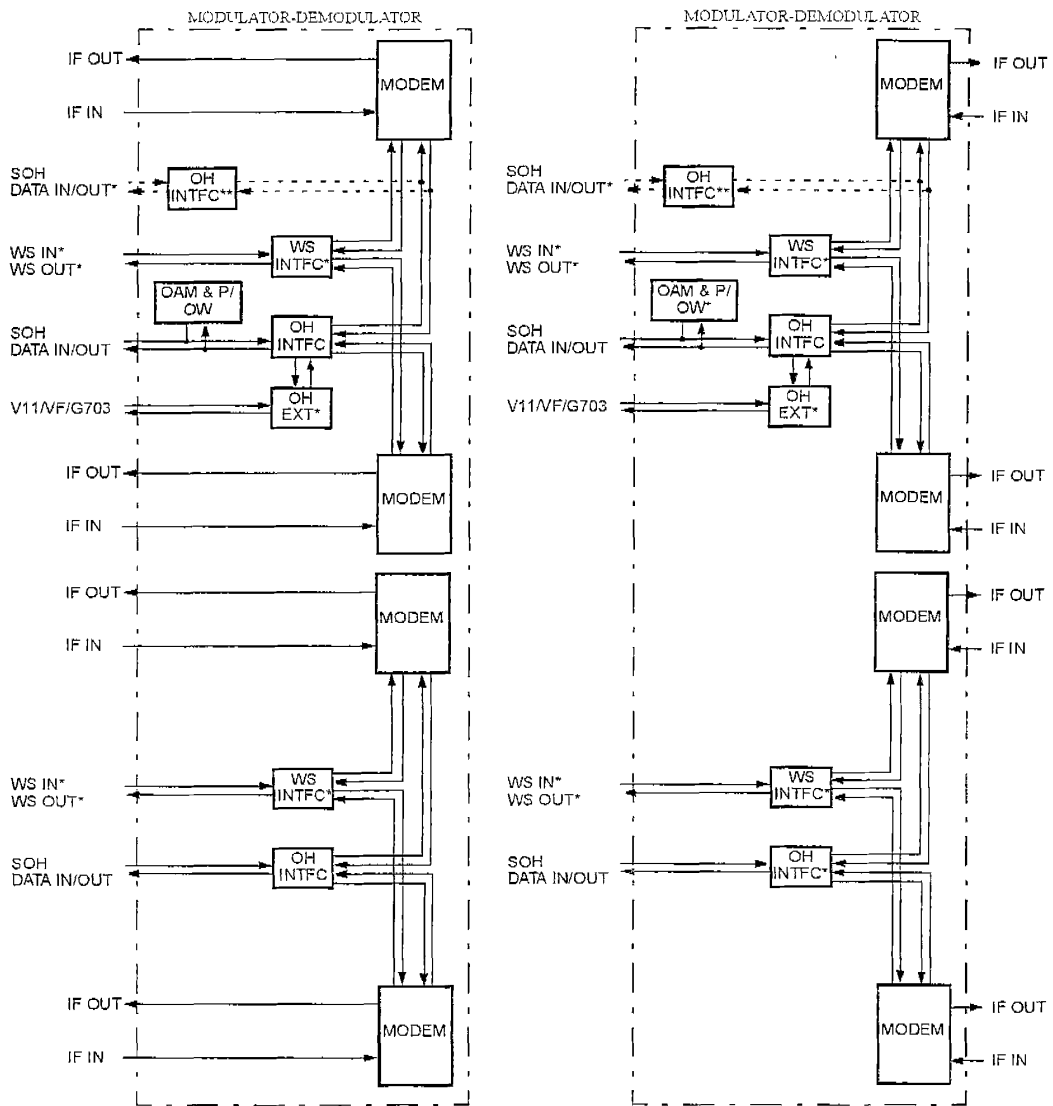 MODULATOR-DEMODULATOR
IF OUT
MODEM
IF IN
SOH
DATA IN/OUT*
OH
INTFC**
WS IN*
WS OUT*
WS
INTFC*
OAM & P/
OW
SOH
DATA IN/OUT
OH
INTFC
V11/VF/G703
OH
EXT*
IF OUT
MODEM
IF IN
IF OUT
MODEM
IF IN
WS IN*
WS OUT*
WS
INTFC*
SOH
DATA IN/OUT
OH
INTFC
IF OUT
MODEM
IF IN
MODULATOR-DEMODULATOR
MODEM
IF OUT
IF IN
SOH
DATA IN/OUT*
OH
INTFC**
WS IN*
WS OUT*
WS
INTFC*
OAM & P/
OW*
SOH
DATA IN/OUT
OH
INTFC
V11/VF/G703
OH
EXT*
MODEM
IF OUT
IF IN
MODEM
IF OUT
IF IN
WS IN*
WS OUT*
WS
INTFC*
SOH
DATA IN/OUT
OH
INTFC*
MODEM
IF OUT
IF IN